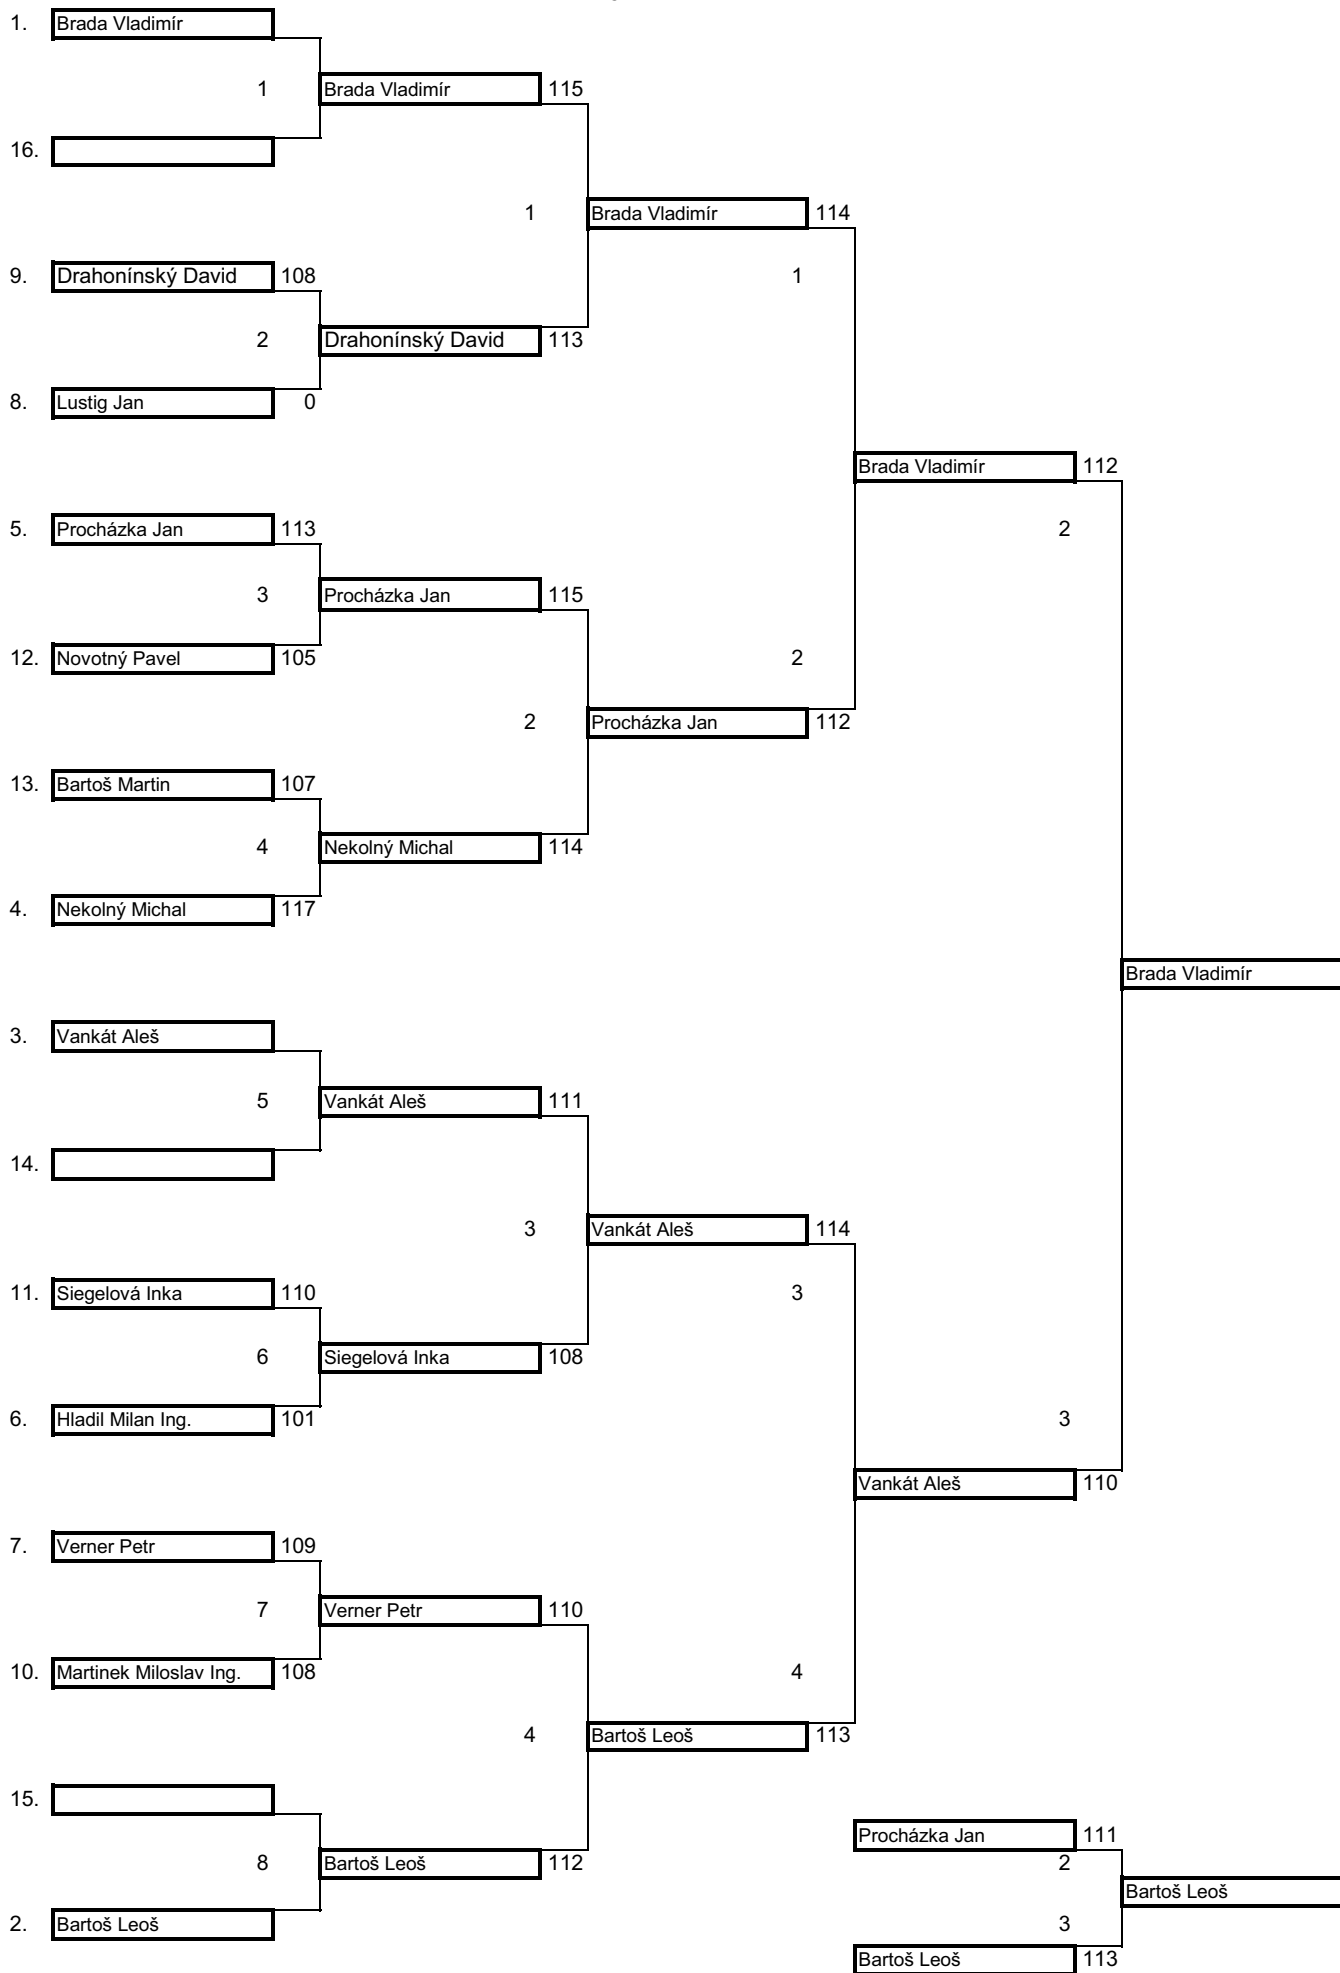 1. Brada Vladimír
1 Brada Vladimír 115
16.
1 Brada Vladimír 114
9. Drahonínský David 108 1
2 Drahonínský David 113
8. Lustig Jan 0
Brada Vladimír 112
5. Procházka Jan 113 2
3 Procházka Jan 115
12. Novotný Pavel 105 2
2 Procházka Jan 112
13. Bartoš Martin 107
4 Nekolný Michal 114
4. Nekolný Michal 117
Brada Vladimír
3. Vankát Aleš
5 Vankát Aleš 111
14.
3 Vankát Aleš 114
11. Siegelová Inka 110 3
6 Siegelová Inka 108
6. Hladil Milan Ing. 101 3
Vankát Aleš 110
7. Verner Petr 109
7 Verner Petr 110
10. Martinek Miloslav Ing. 108 4
4 Bartoš Leoš 113
15.
Procházka Jan 111
8 Bartoš Leoš 112 2
Bartoš Leoš
2. Bartoš Leoš 3
Bartoš Leoš 113